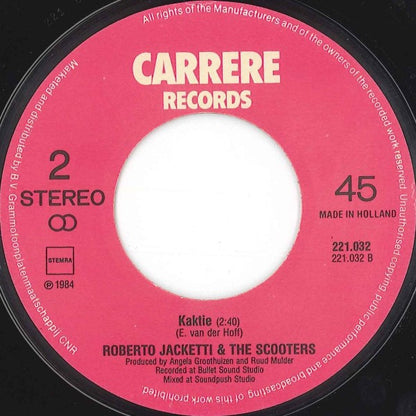 All rights of the Manufacturer and of the Owner of the recorded work reserved. Unauthorised copying, public performance and broadcasting of this record prohibited.
Marketed and distributed by B.V. Grammofoonplatenmaatschappij CNR
CARRERE
RECORDS
2
STEREO
45
MADE IN HOLLAND
STEMRA
℗ 1984
221.032
221.032 B
Kaktie (2:40)
(E. van der Hoff)
ROBERTO JACKETTI & THE SCOOTERS
Produced by Angela Groothuizen and Ruud Mulder
Recorded at Bullet Sound Studio
Mixed at Soundpush Studio